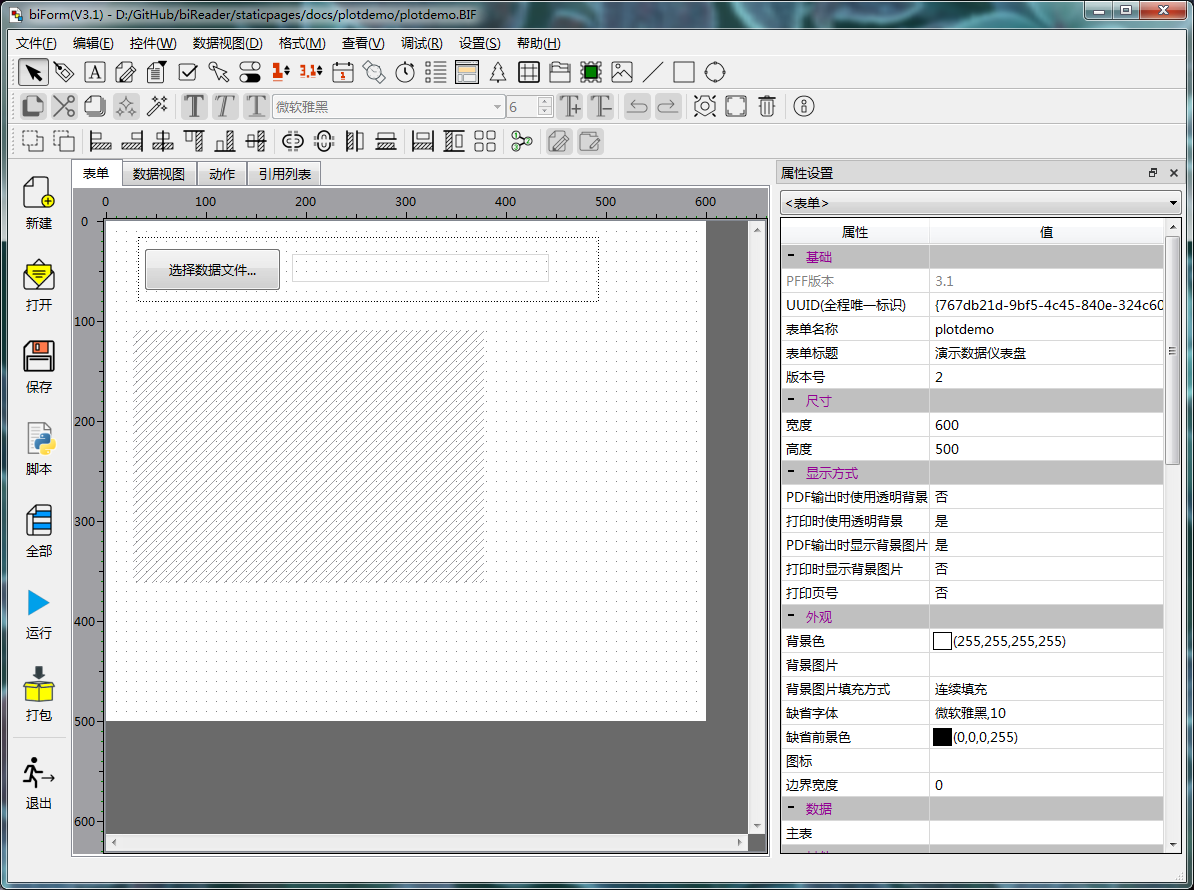 biForm(V3.1) - D:/GitHub/biReader/staticpages/docs/plotdemo/plotdemo.BIF
文件(F) 编辑(E) 控件(W) 数据视图(D) 格式(M) 查看(V) 调试(R) 设置(S) 帮助(H)
A 1 3.1 1
T T T 微软雅黑 6 T T
表单 数据视图 动作 引用列表
0 100 200 300 400 500 600
0
100
200
300
400
500
600
选择数据文件...
新建
打开
保存
脚本
全部
运行
打包
退出
属性设置
<表单>
属性 值
基础
PFF版本 3.1
UUID(全程唯一标识) {767db21d-9bf5-4c45-840e-324c60
表单名称 plotdemo
表单标题 演示数据仪表盘
版本号 2
尺寸
宽度 600
高度 500
显示方式
PDF输出时使用透明背景 否
打印时使用透明背景 是
PDF输出时显示背景图片 是
打印时显示背景图片 否
打印页号 否
外观
背景色 (255,255,255,255)
背景图片
背景图片填充方式 连续填充
缺省字体 微软雅黑,10
缺省前景色 (0,0,0,255)
图标
边界宽度 0
数据
主表